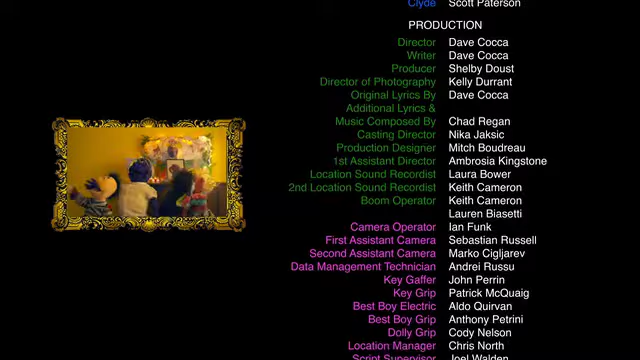 Clyde Scott Paterson
PRODUCTION
Director Dave Cocca
Writer Dave Cocca
Producer Shelby Doust
Director of Photography Kelly Durrant
Original Lyrics By Dave Cocca
Additional Lyrics &
Music Composed By Chad Regan
Casting Director Nika Jaksic
Production Designer Mitch Boudreau
1st Assistant Director Ambrosia Kingstone
Location Sound Recordist Laura Bower
2nd Location Sound Recordist Keith Cameron
Boom Operator Keith Cameron
Lauren Biasetti
Camera Operator Ian Funk
First Assistant Camera Sebastian Russell
Second Assistant Camera Marko Cigljarev
Data Management Technician Andrei Russu
Key Gaffer John Perrin
Key Grip Patrick McQuaig
Best Boy Electric Aldo Quirvan
Best Boy Grip Anthony Petrini
Dolly Grip Cody Nelson
Location Manager Chris North
Script Supervisor Joel Walden